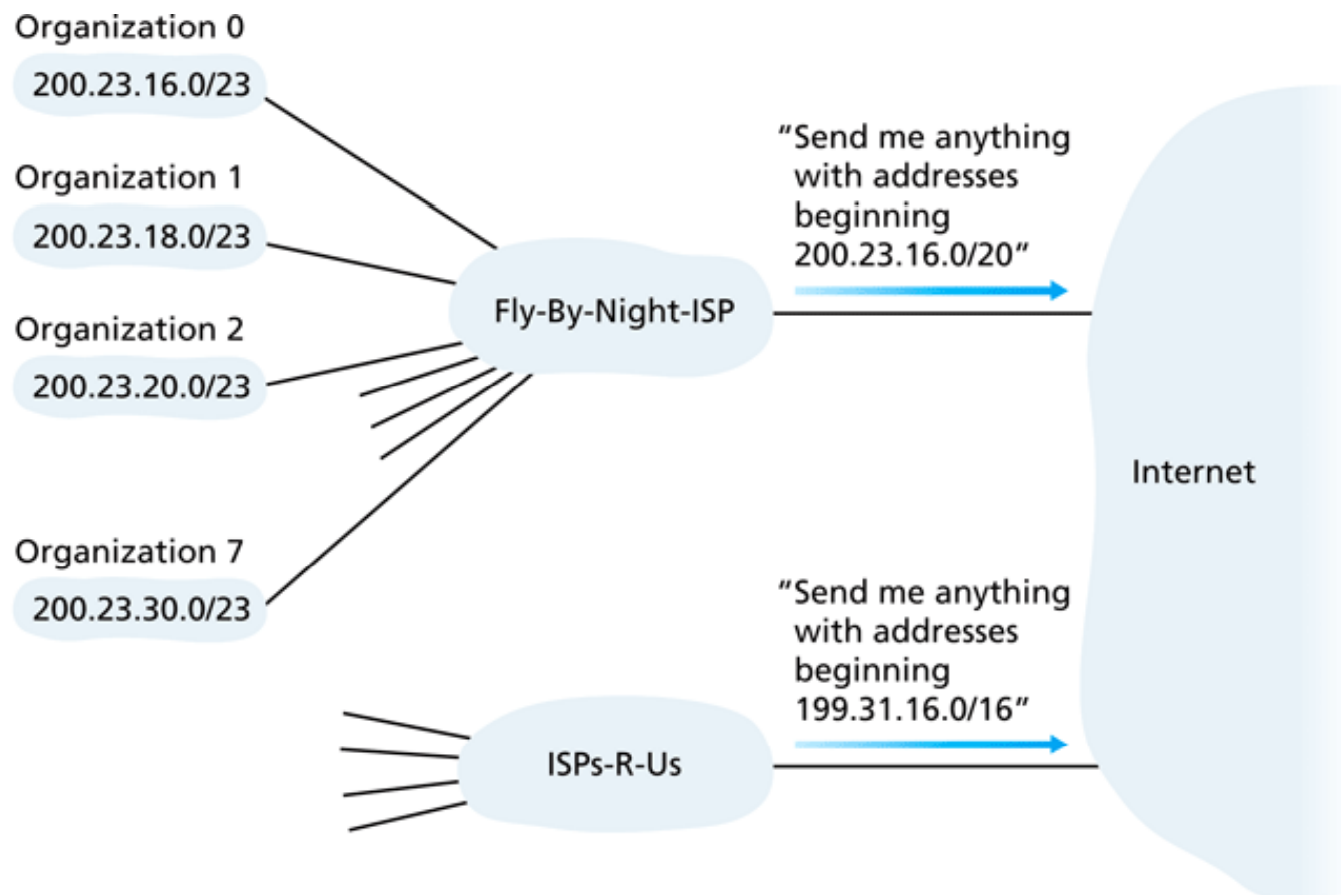 Organization 0
200.23.16.0/23
Organization 1
200.23.18.0/23
Organization 2
200.23.20.0/23
Organization 7
200.23.30.0/23
Fly-By-Night-ISP
"Send me anything
with addresses
beginning
200.23.16.0/20"
Internet
ISPs-R-Us
"Send me anything
with addresses
beginning
199.31.16.0/16"